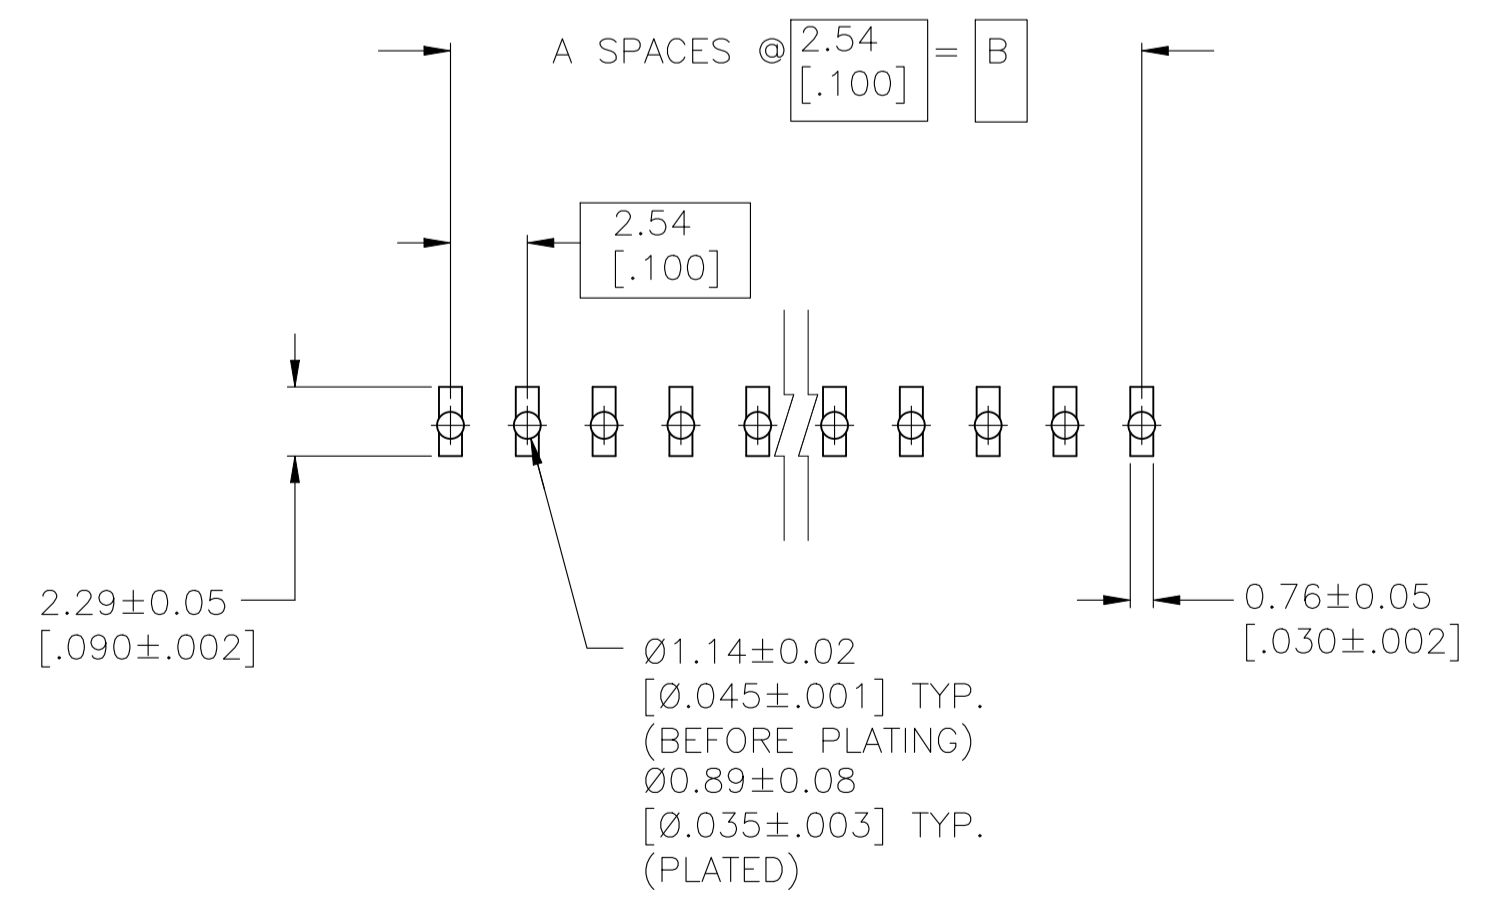 A SPACES @ 2.54 = B
[.100]
2.54
[.100]
2.29±0.05
[.090±.002]
0.76±0.05
[.030±.002]
Ø1.14±0.02
[Ø.045±.001] TYP.
(BEFORE PLATING)
Ø0.89±0.08
[Ø.035±.003] TYP.
(PLATED)